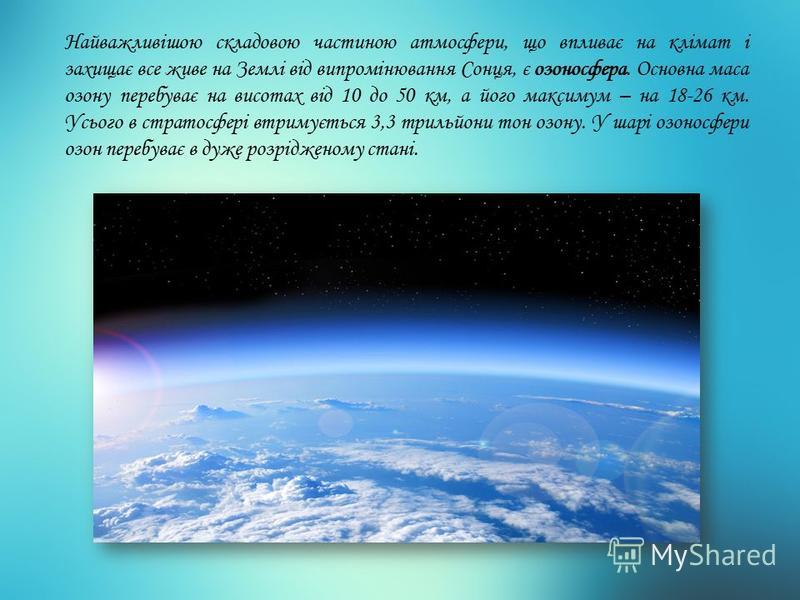 Найважливішою складовою частиною атмосфери, що впливає на клімат і
захищає все живе на Землі від випромінювання Сонця, є озоносфера. Основна маса
озону перебуває на висотах від 10 до 50 км, а його максимум – на 18-26 км.
Усього в стратосфері втримується 3,3 трильйони тон озону. У шарі озоносфери
озон перебуває в дуже розрідженому стані.
MyShared